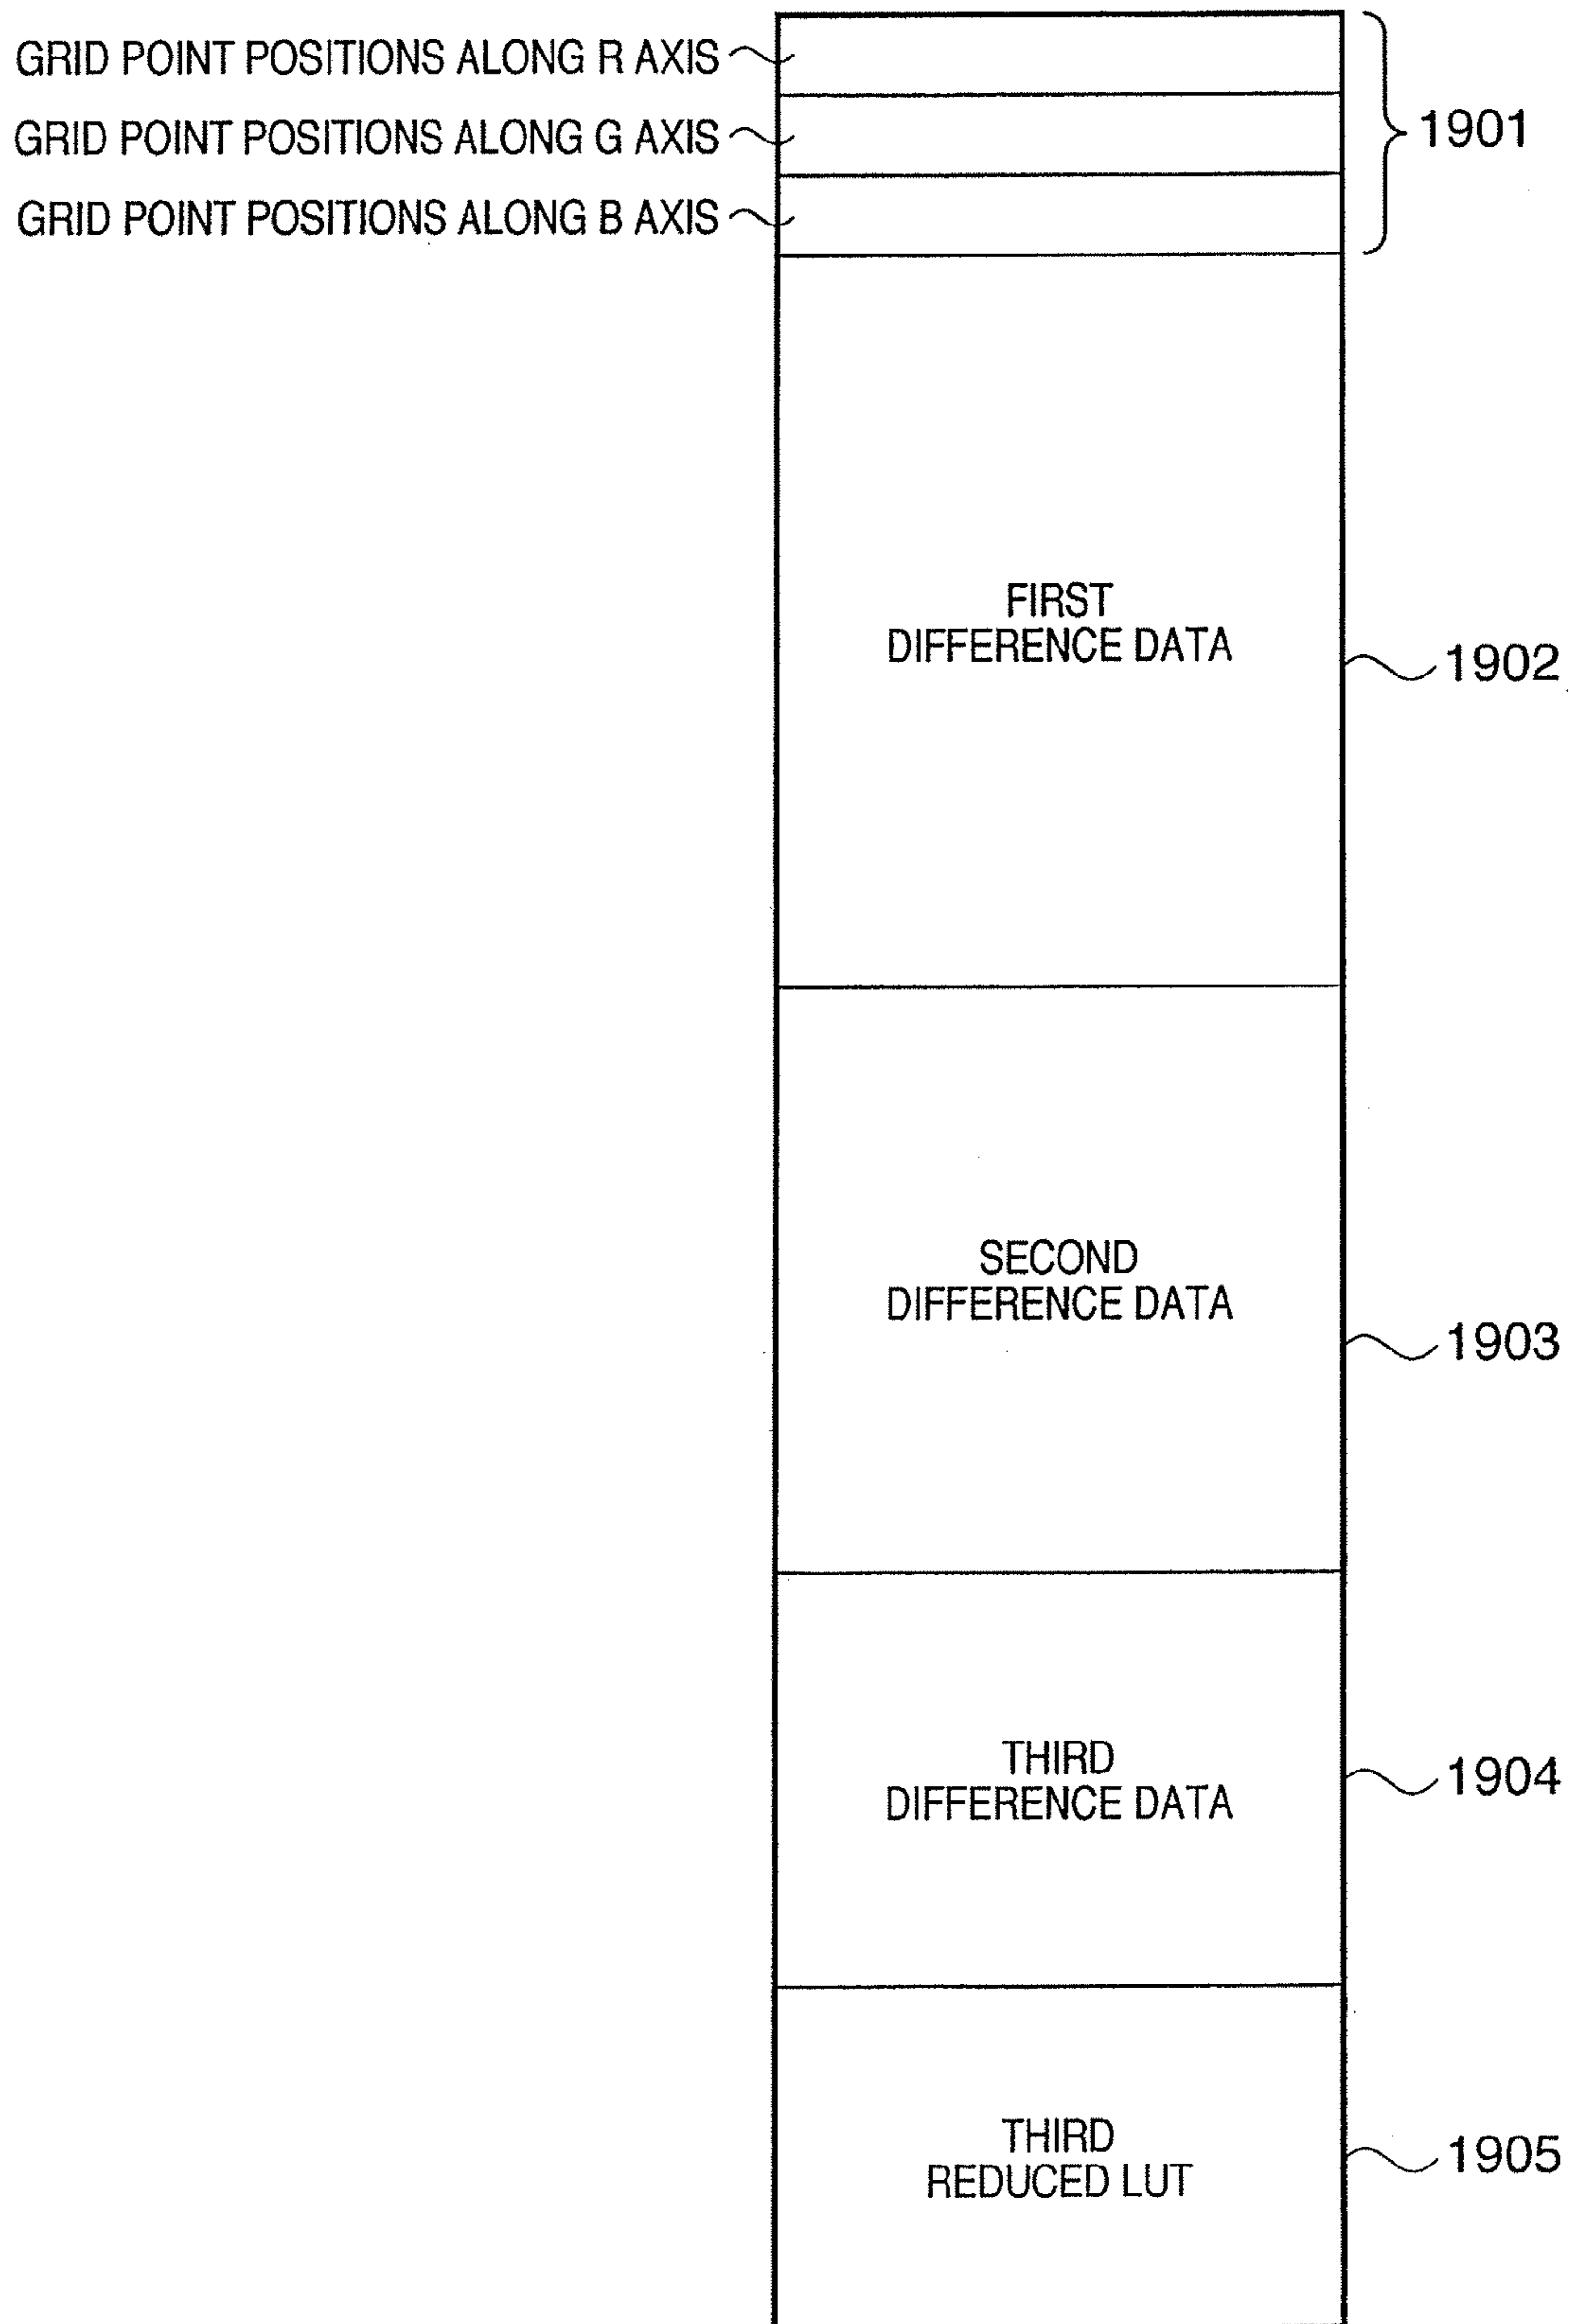 GRID POINT POSITIONS ALONG R AXIS
GRID POINT POSITIONS ALONG G AXIS
1901
GRID POINT POSITIONS ALONG B AXIS
FIRST
DIFFERENCE DATA
1902
SECOND
DIFFERENCE DATA
1903
THIRD
DIFFERENCE DATA
1904
THIRD
REDUCED LUT
1905